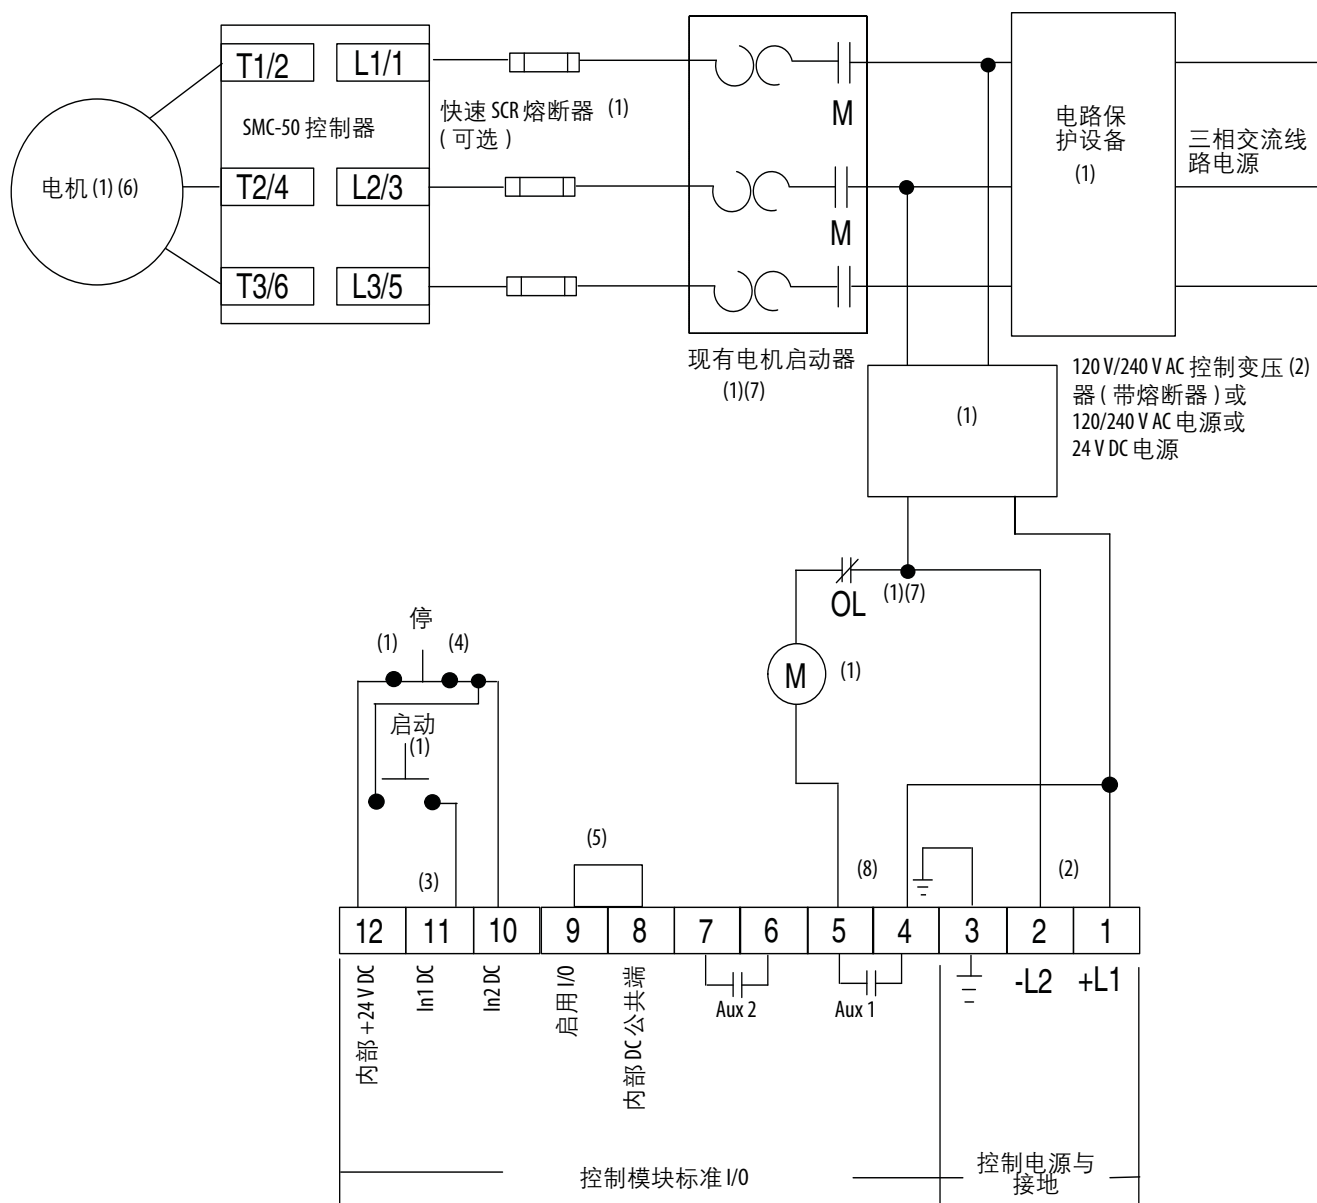 T1/2 L1/1
SMC-50 控制器
快速 SCR 熔断器 (1)
( 可选 )
M
电路保
护设备
(1)
三相交流线
路电源
电机 (1) (6)
T2/4 L2/3
M
T3/6 L3/5
现有电机启动器
(1)(7)
(1)
120 V/240 V AC 控制变压 (2)
器 ( 带熔断器 ) 或
120/240 V AC 电源或
24 V DC 电源
OL
(1)(7)
停
(1) (4)
M (1)
启动
(1)
(5)
(3)
(8)
(2)
12 11 10 9 8 7 6 5 4 3 2 1
内部 +24 V DC
In1 DC
In2 DC
启用 I/0
内部 DC 公共端
Aux 2
Aux 1
-L2 +L1
控制模块标准 I/0
控制电源与
接地